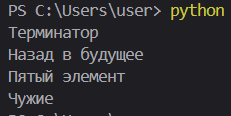 PS C:\Users\user> python
Терминатор
Назад в будущее
Пятый элемент
Чужие